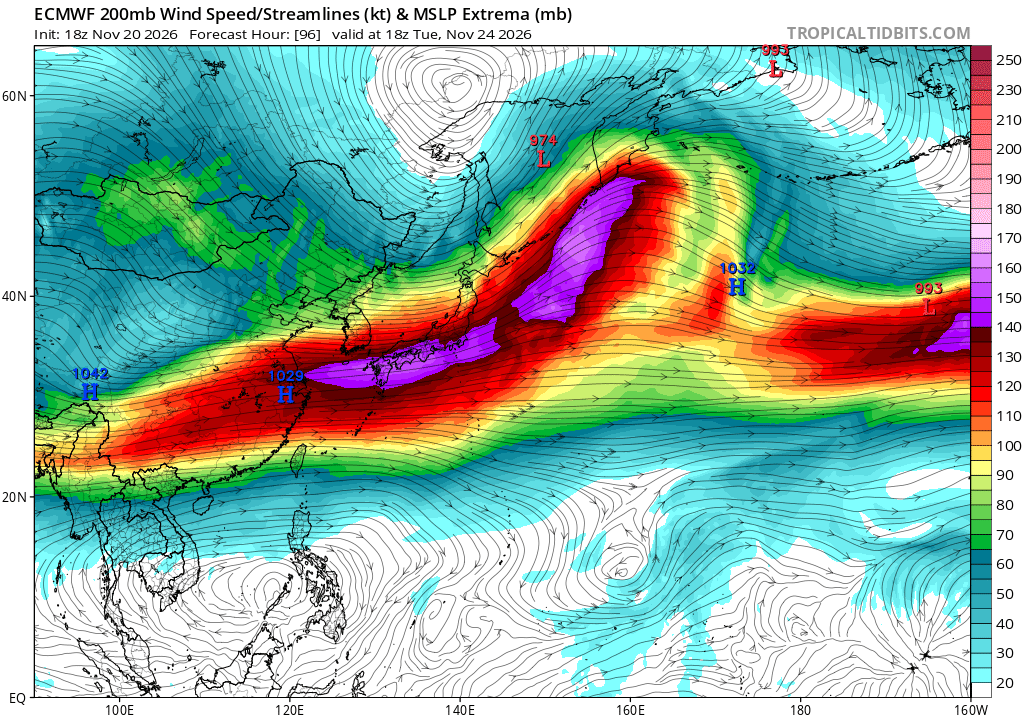 ECMWF 200mb Wind Speed/Streamlines (kt) & MSLP Extrema (mb)
Init: 18z Nov 20 2026 Forecast Hour: [96] valid at 18z Tue, Nov 24 2026
TROPICALTIDBITS.COM
993
L
974
L
1032
H
993
L
1042
H
1029
H
60N
40N
20N
EQ
100E
120E
140E
160E
180
160W
250
230
210
200
190
180
170
160
150
140
130
120
110
100
90
80
70
60
50
40
30
20